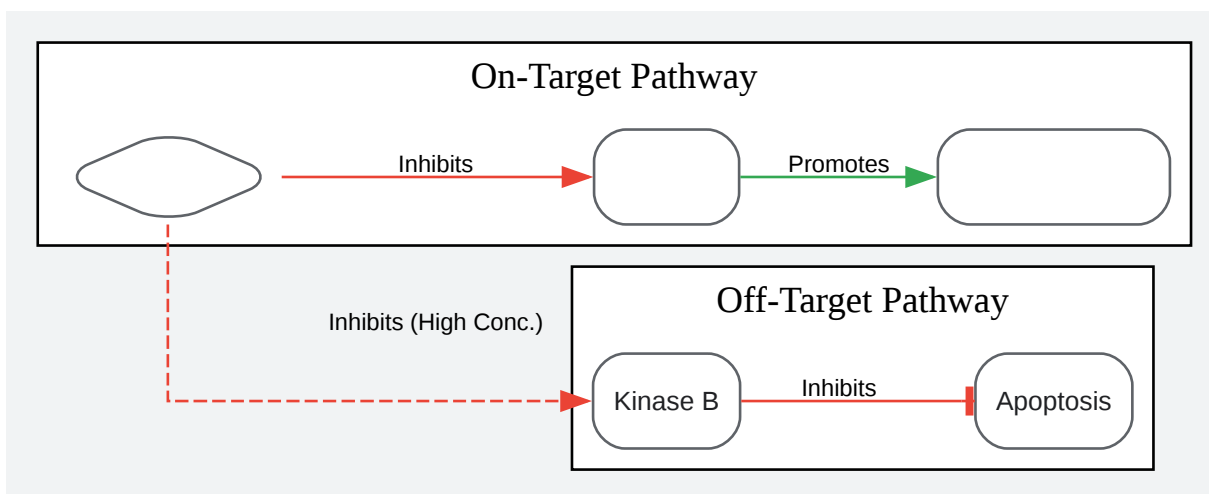 On-Target Pathway
Inhibits
Promotes
Inhibits (High Conc.)
Off-Target Pathway
Kinase B
Inhibits
Apoptosis